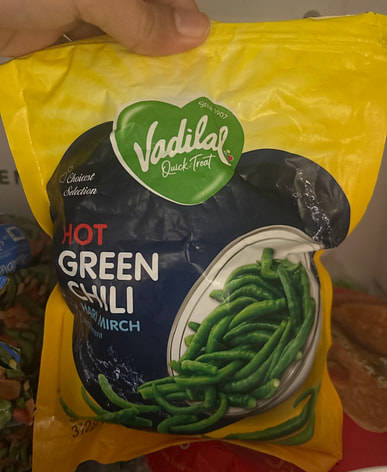 Since 1907
Vadilal
Quick Treat
Choicest
Selection
HOT
GREEN
CHILI
HARI MIRCH